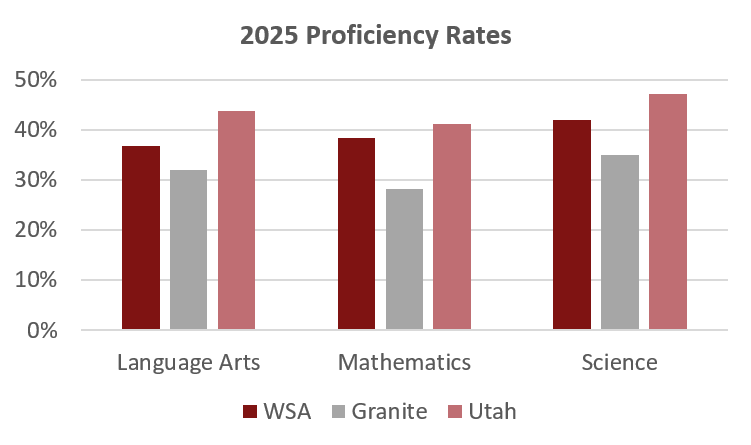 2025 Proficiency Rates
50%
40%
30%
20%
10%
0%
Language Arts Mathematics Science
WSA Granite Utah